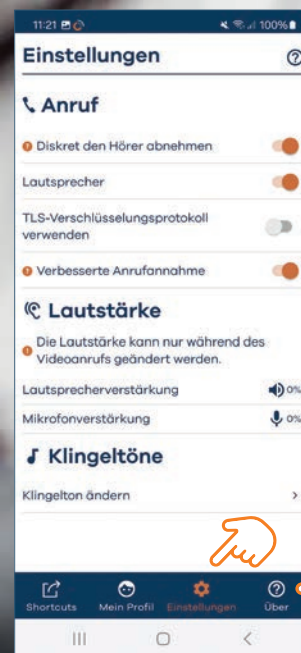 11:21
100%
Einstellungen
Anruf
Diskret den Hörer abnehmen
Lautsprecher
TLS-Verschlüsselungsprotokoll
verwenden
Verbesserte Anrufannahme
Lautstärke
Die Lautstärke kann nur während des
Videoanrufs geändert werden.
Lautsprecherverstärkung 0%
Mikrofonverstärkung 0%
Klingeltöne
Klingelton ändern
Shortcuts Mein Profil Einstellungen Über